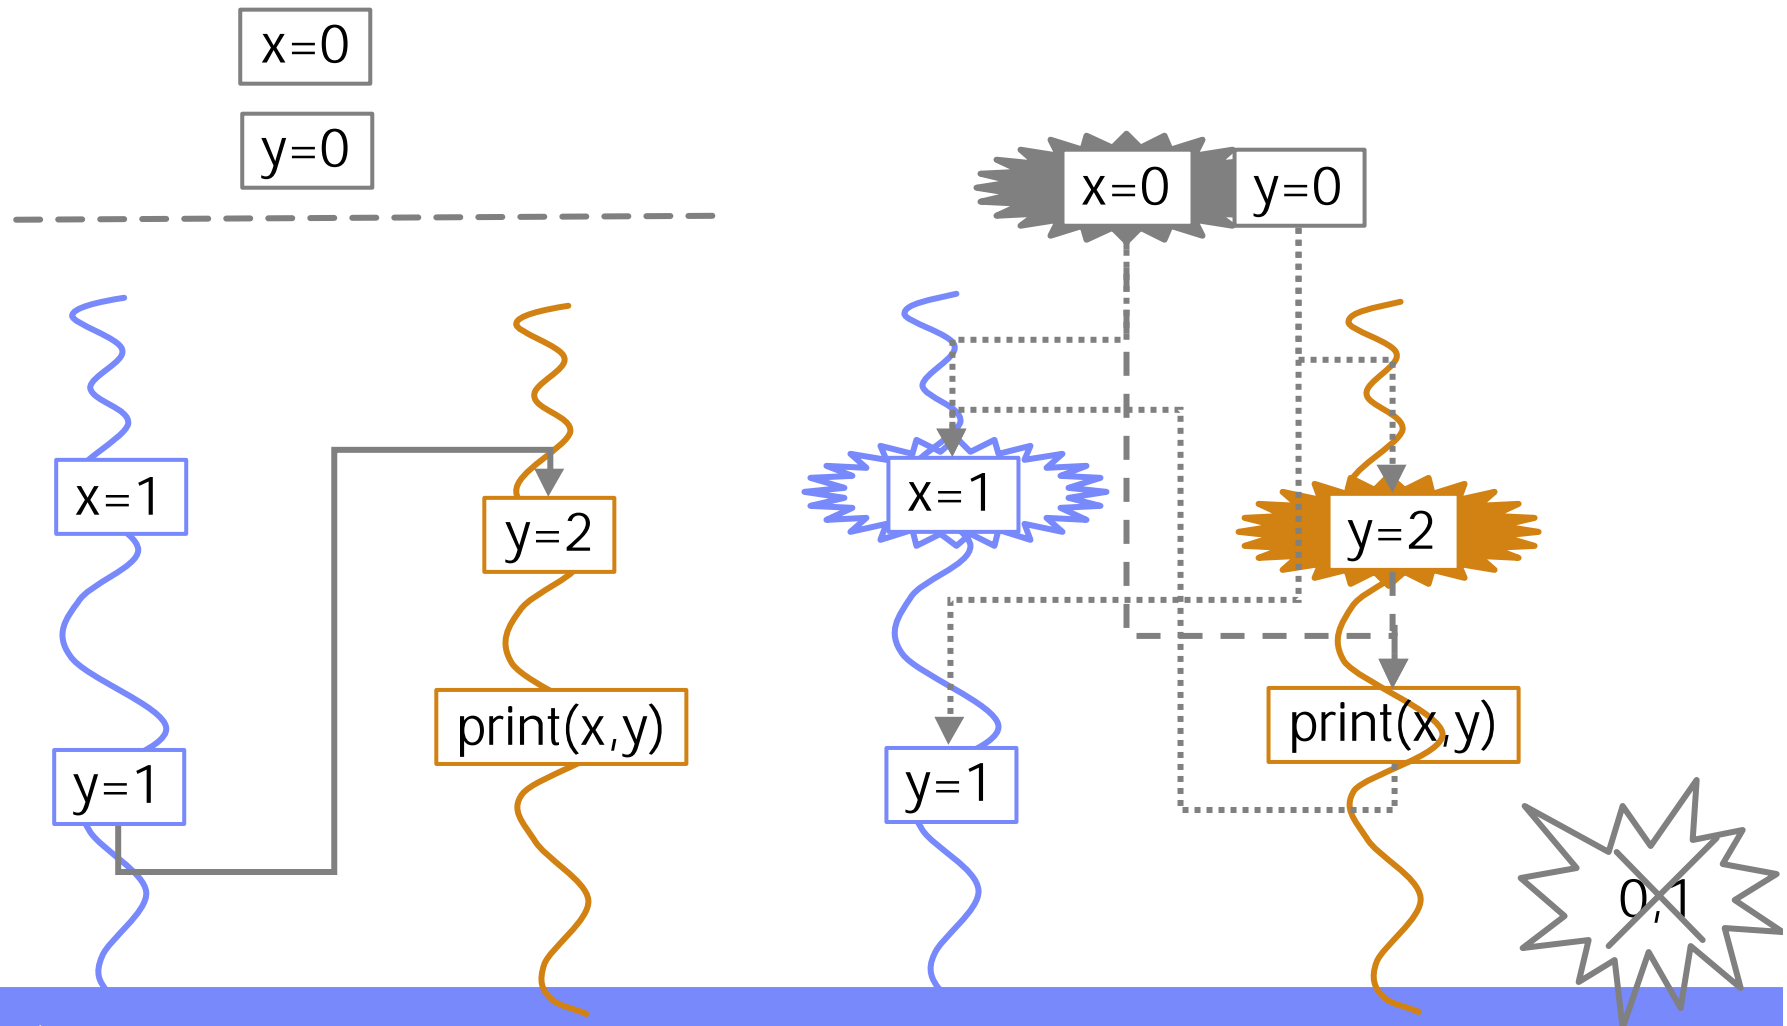 x=0
y=0
x=1
y=2
print(x,y)
y=1
x=0
y=0
x=1
y=2
print(x,y)
y=1
0,1